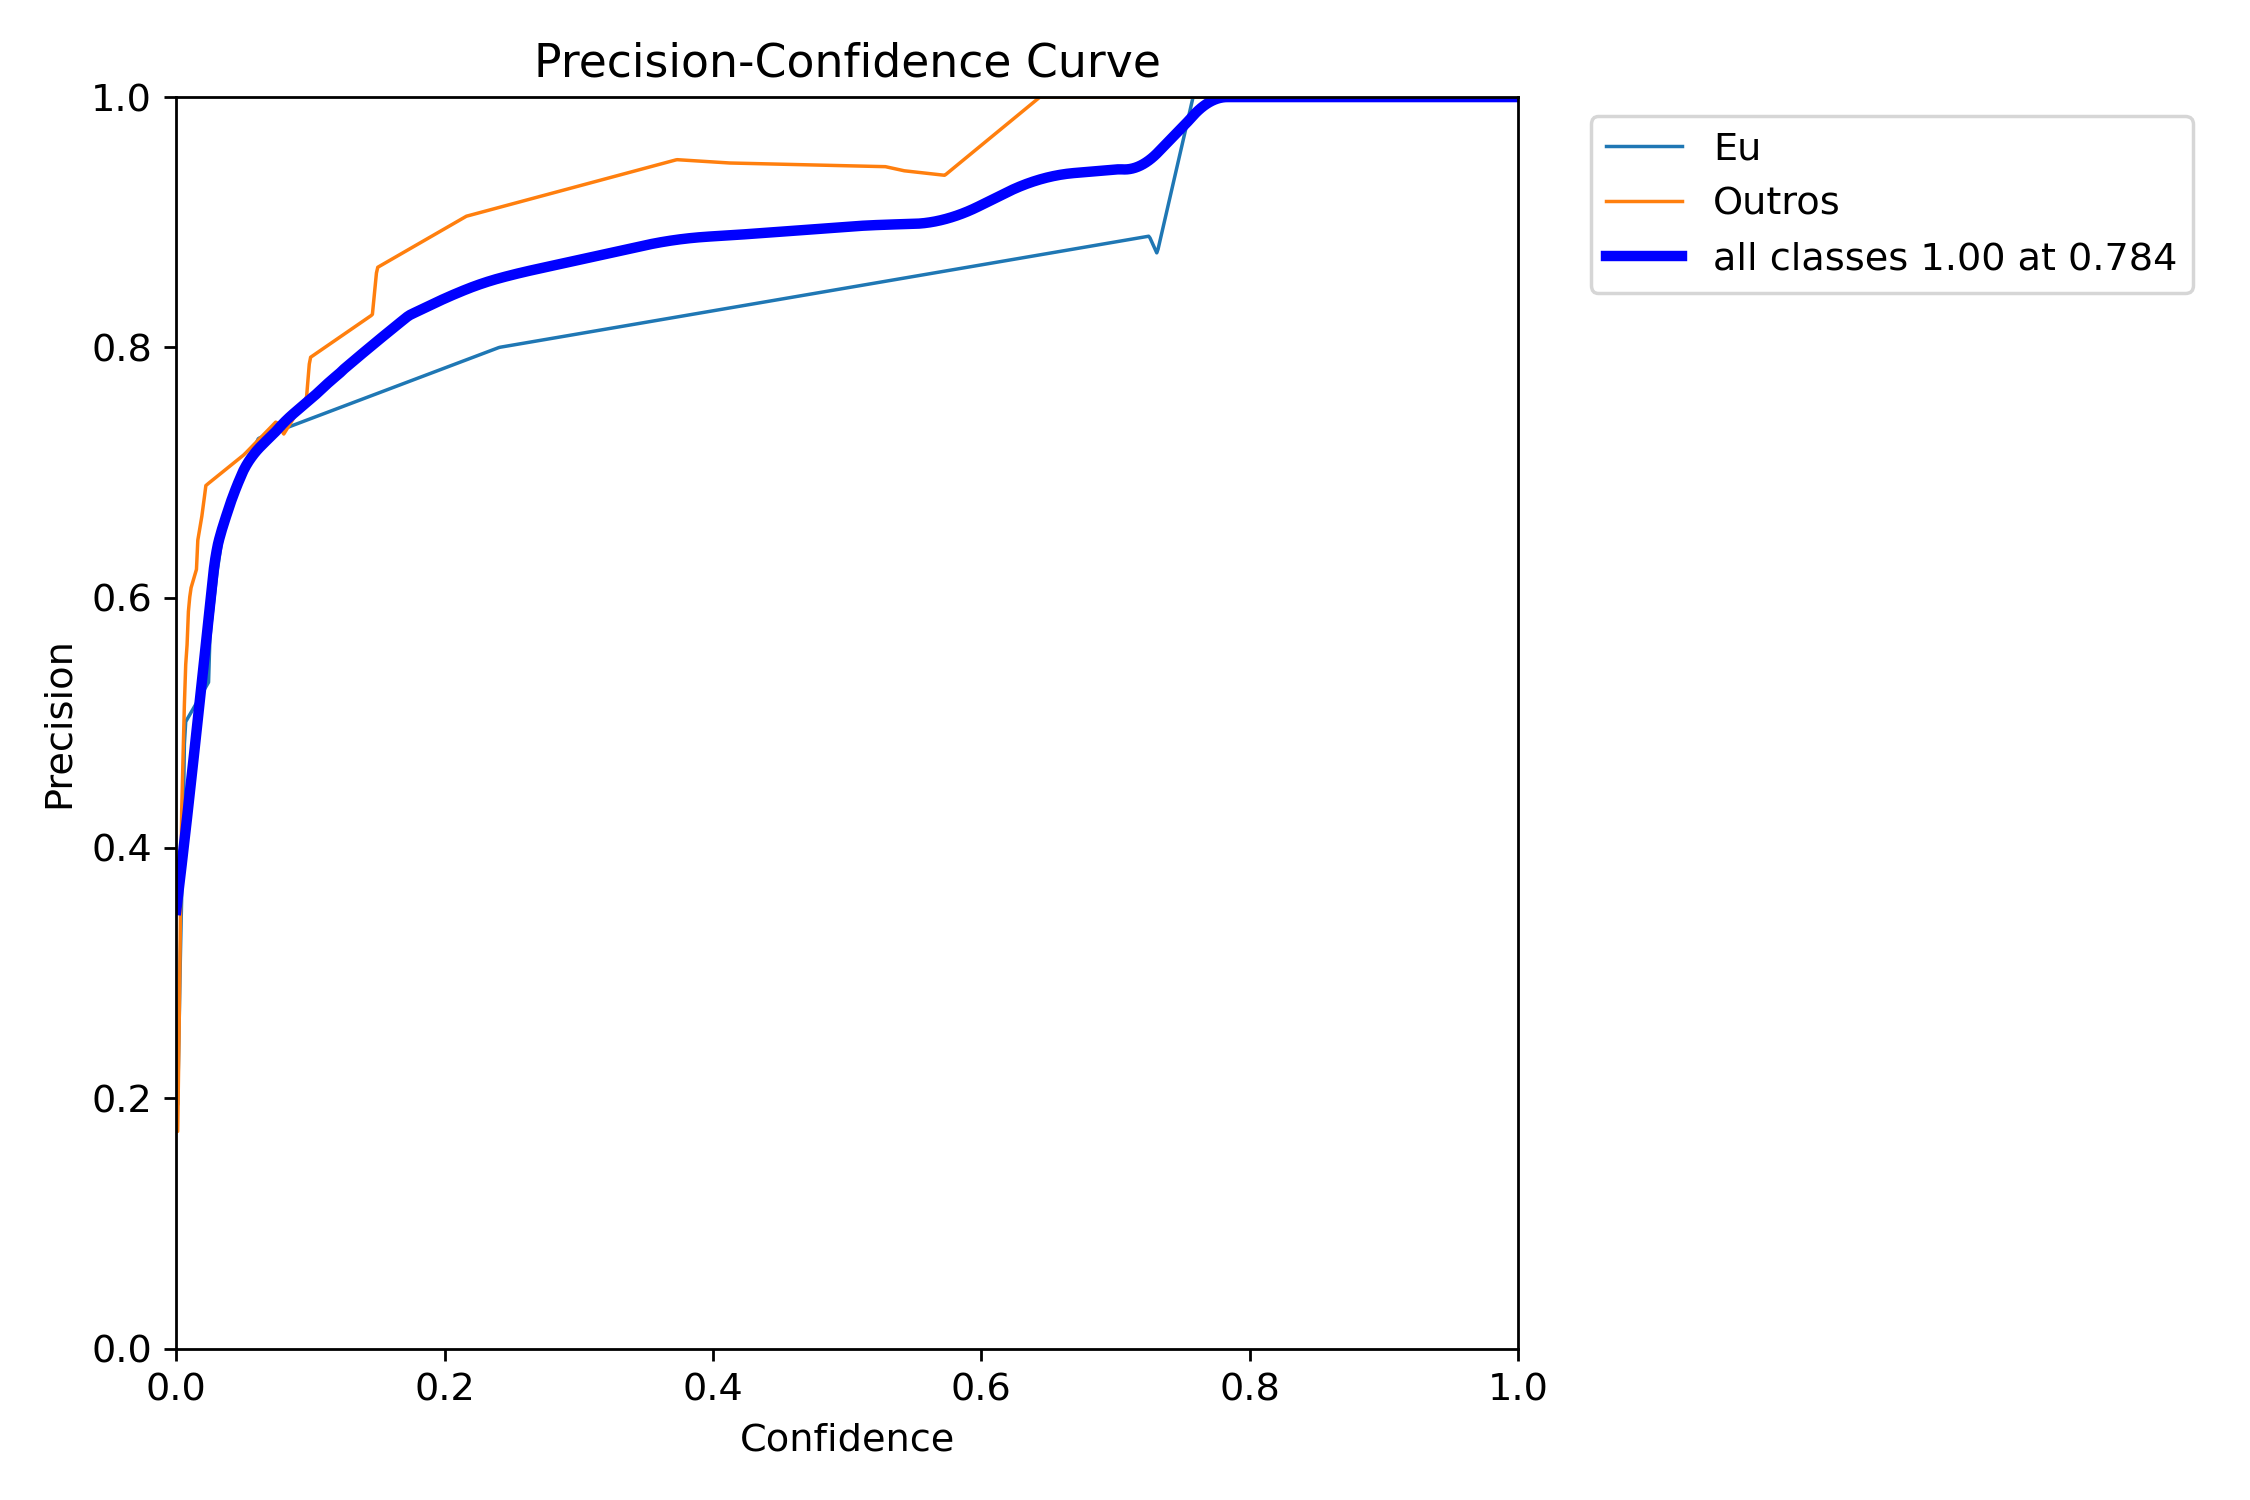 Precision-Confidence Curve
1.0
0.8
0.6
0.4
0.2
0.0
Precision
0.0 0.2 0.4 0.6 0.8 1.0
Confidence
Eu
Outros
all classes 1.00 at 0.784